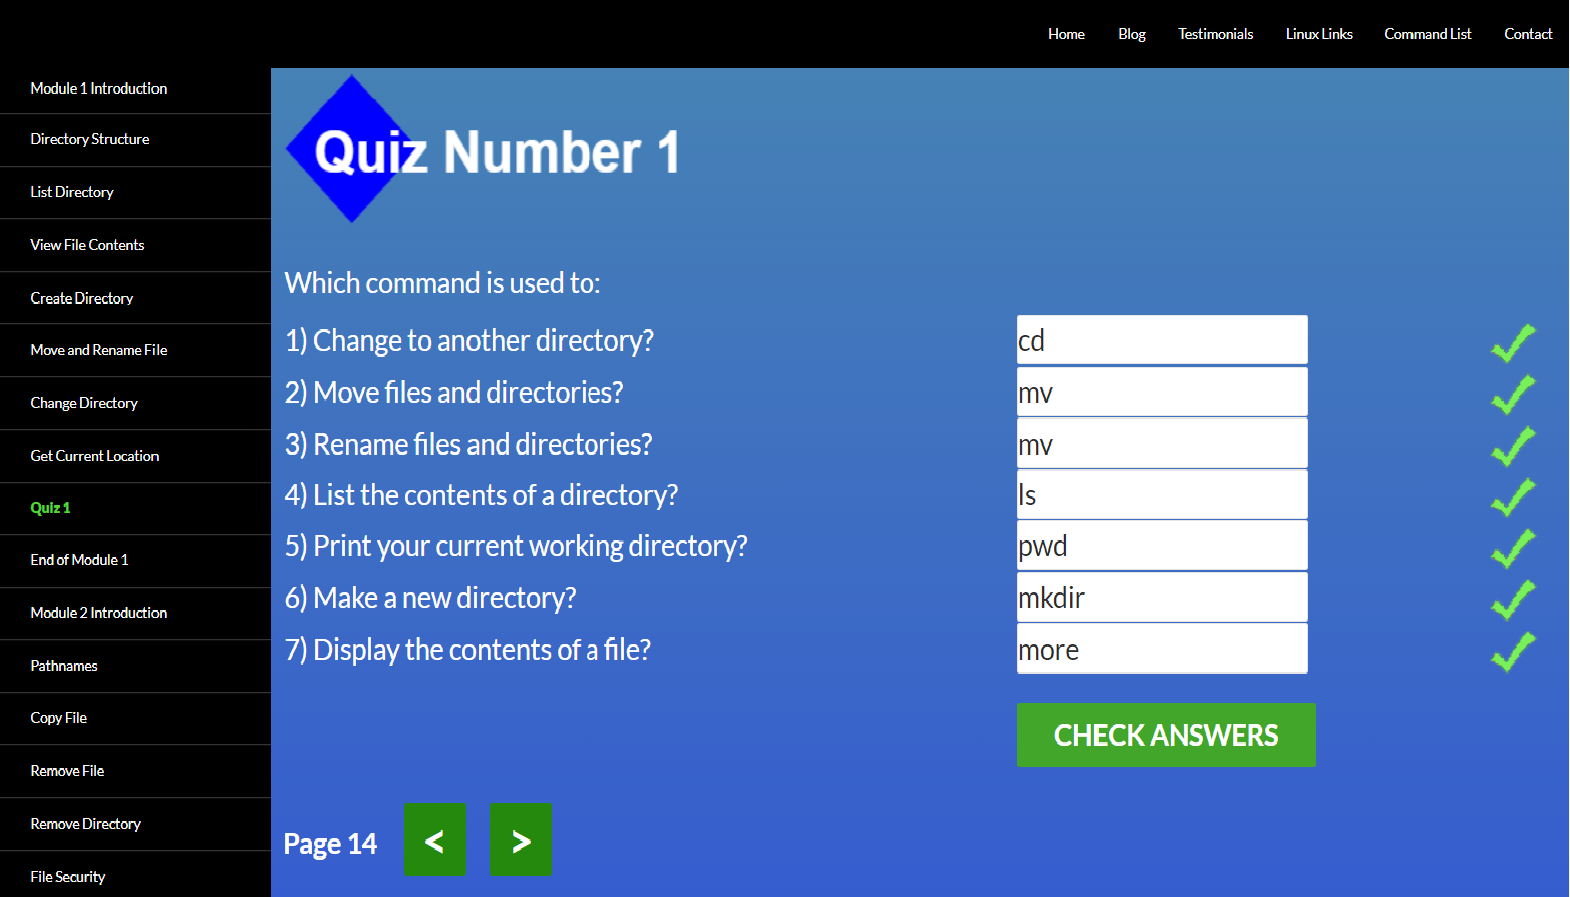 Home Blog Testimonials Linux Links Command List Contact
Module 1 Introduction
Directory Structure
List Directory
View File Contents
Create Directory
Move and Rename File
Change Directory
Get Current Location
Quiz 1
End of Module 1
Module 2 Introduction
Pathnames
Copy File
Remove File
Remove Directory
File Security
Quiz Number 1
Which command is used to:
1) Change to another directory? cd
2) Move files and directories? mv
3) Rename files and directories? mv
4) List the contents of a directory? ls
5) Print your current working directory? pwd
6) Make a new directory? mkdir
7) Display the contents of a file? more
CHECK ANSWERS
Page 14 < >